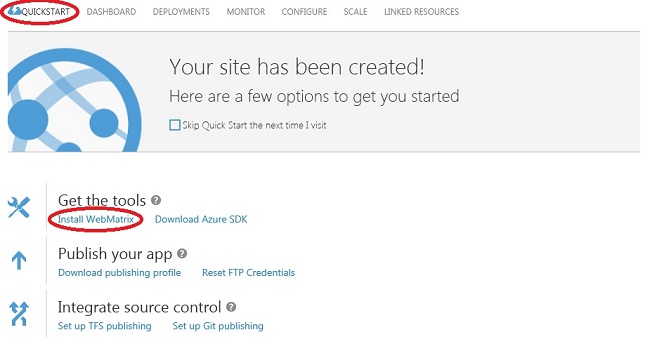 QUICKSTART DASHBOARD DEPLOYMENTS MONITOR CONFIGURE SCALE LINKED RESOURCES
Your site has been created!
Here are a few options to get you started
Skip Quick Start the next time I visit
Get the tools ?
Install WebMatrix Download Azure SDK
Publish your app ?
Download publishing profile Reset FTP Credentials
Integrate source control ?
Set up TFS publishing Set up Git publishing